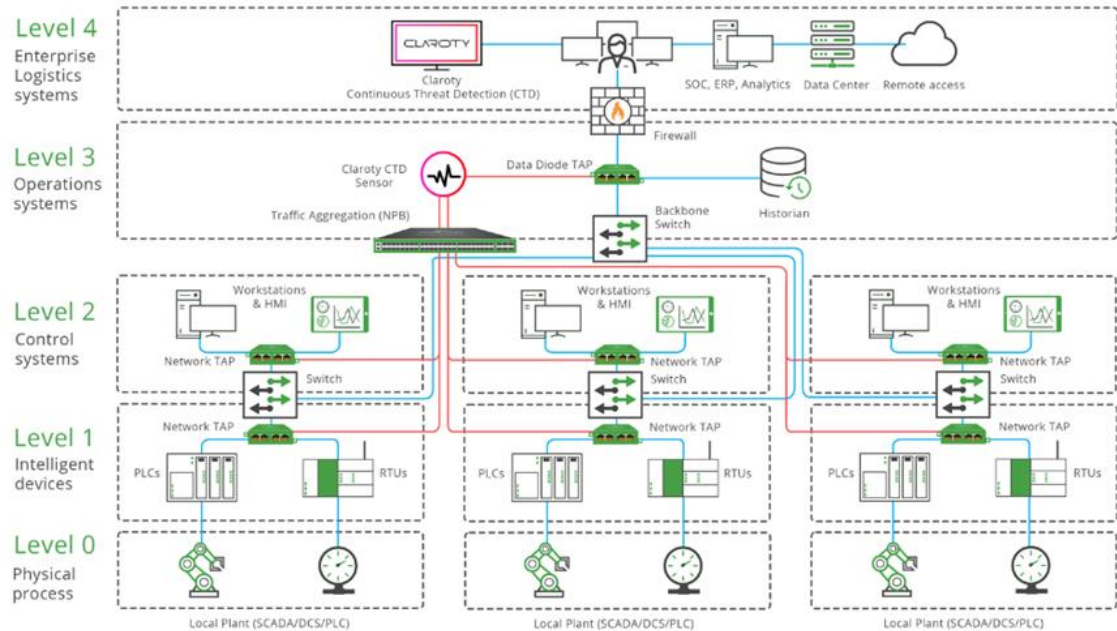 Level 4
Enterprise
Logistics
systems
CLAROTY
Claroty
Continuous Threat Detection (CTD)
SOC, ERP, Analytics
Data Center
Remote access
Firewall
Level 3
Operations
systems
Claroty CTD
Sensor
Data Diode TAP
Traffic Aggregation (NPB)
Backbone
Switch
Historian
Level 2
Control
systems
Workstations
& HMI
Network TAP
Switch
Workstations
& HMI
Network TAP
Switch
Workstations
& HMI
Network TAP
Switch
Level 1
Intelligent
devices
Network TAP
PLCs
RTUs
Network TAP
PLCs
RTUs
Network TAP
PLCs
RTUs
Level 0
Physical
process
Local Plant (SCADA/DCS/PLC)
Local Plant (SCADA/DCS/PLC)
Local Plant (SCADA/DCS/PLC)